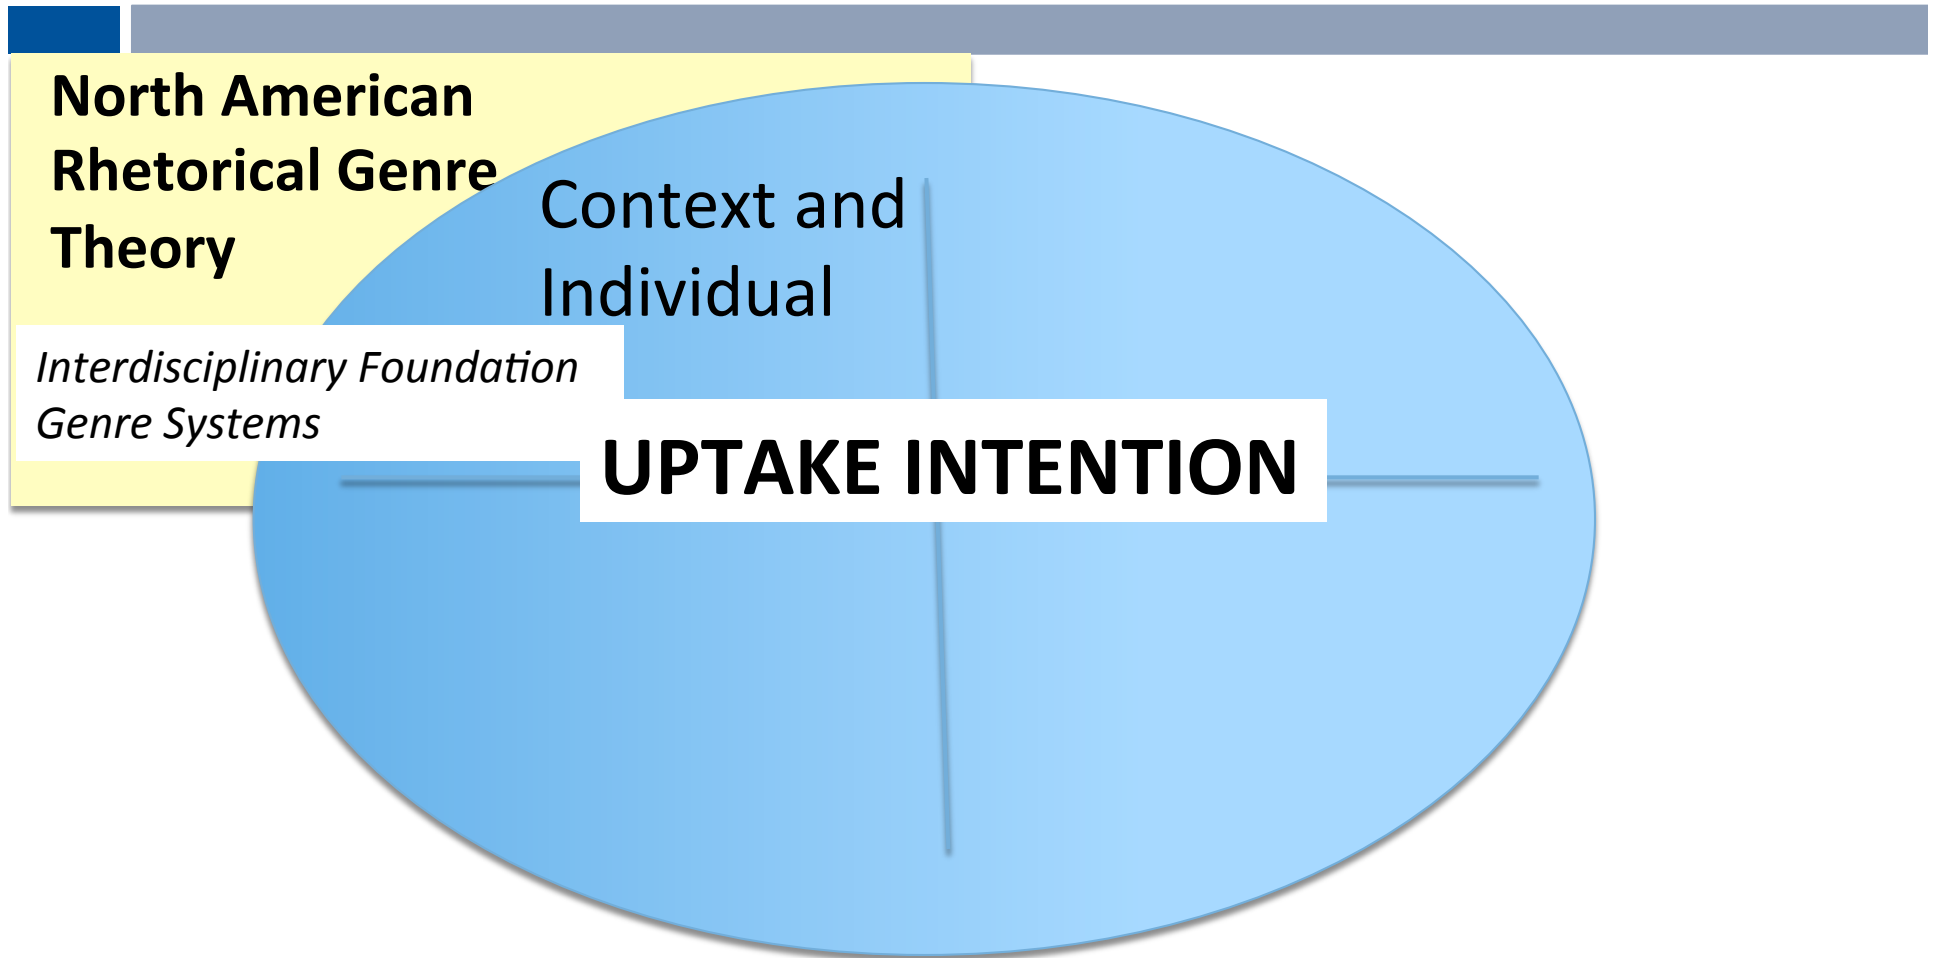 North American
Rhetorical Genre
Theory
Context and
Individual
Interdisciplinary Foundation
Genre Systems
UPTAKE INTENTION